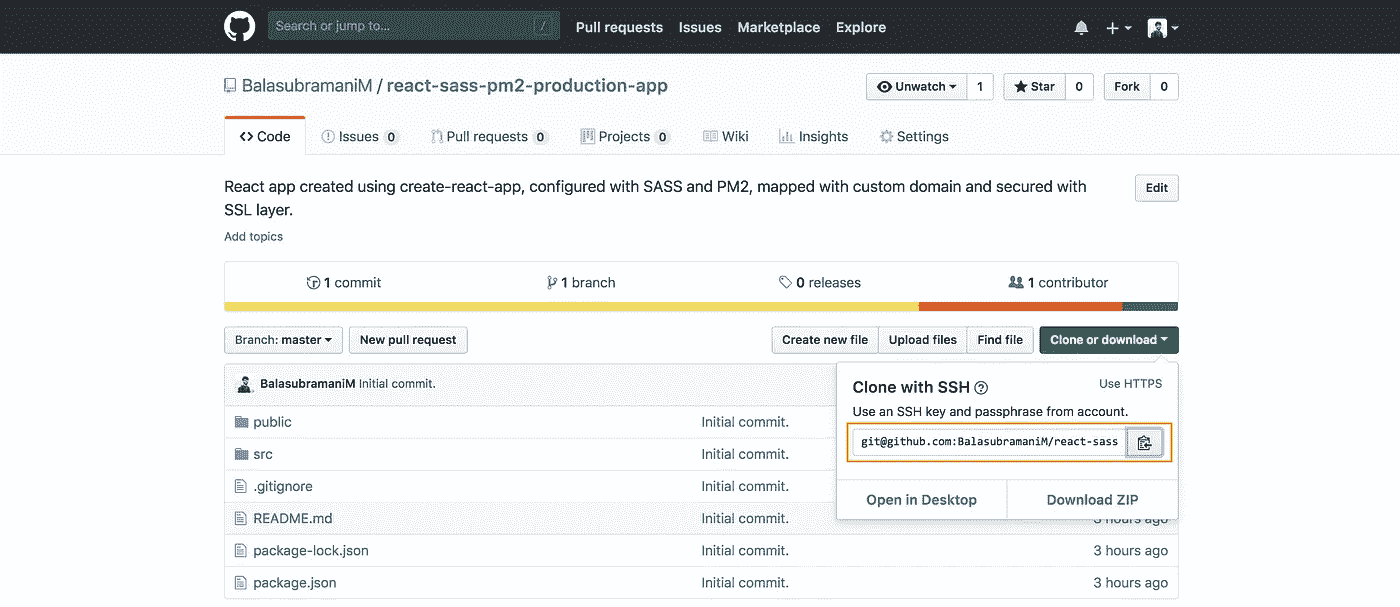 Search or jump to... / Pull requests Issues Marketplace Explore
BalasubramaniM / react-sass-pm2-production-app Unwatch 1 Star 0 Fork 0
Code Issues 0 Pull requests 0 Projects 0 Wiki Insights Settings
React app created using create-react-app, configured with SASS and PM2, mapped with custom domain and secured with Edit
SSL layer.
Add topics
1 commit 1 branch 0 releases 1 contributor
Branch: master New pull request Create new file Upload files Find file Clone or download
BalasubramaniM Initial commit.
Clone with SSH ? Use HTTPS
Use an SSH key and passphrase from account.
git@github.com:BalasubramaniM/react-sass
Open in Desktop Download ZIP
public Initial commit.
src Initial commit.
.gitignore Initial commit.
README.md Initial commit. 3 hours ago
package-lock.json Initial commit. 3 hours ago
package.json Initial commit. 3 hours ago